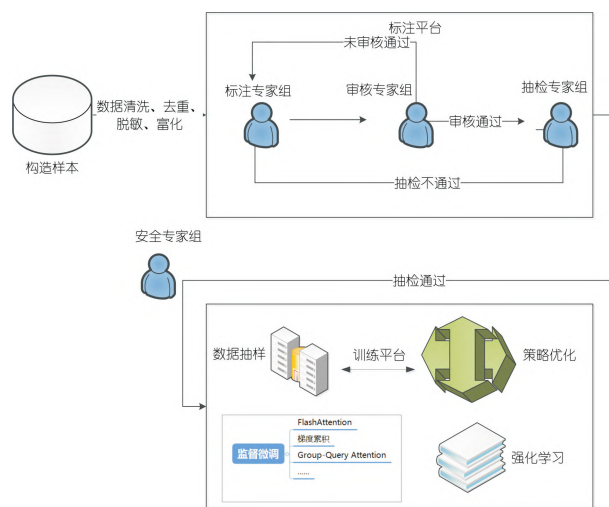 标注平台
未审核通过
标注专家组
审核专家组
抽检专家组
数据清洗、去重、
脱敏、富化
审核通过
构造样本
抽检不通过
安全专家组
抽检通过
数据抽样
训练平台
策略优化
FlashAttention
梯度累积
监督微调
Group-Query Attention
......
强化学习